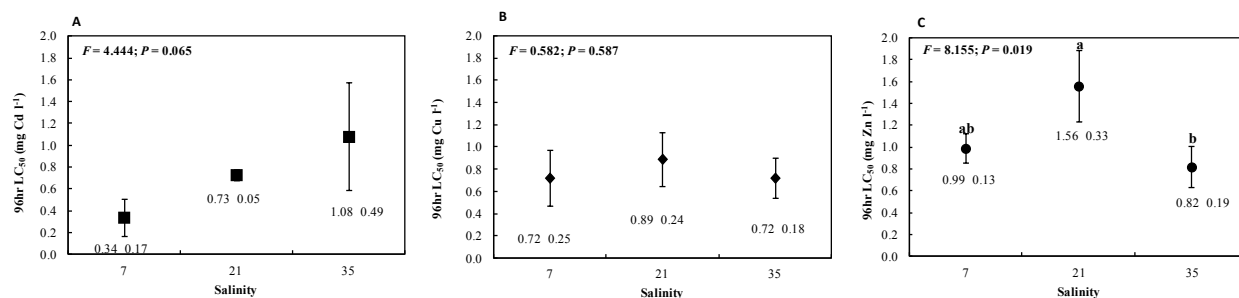 A
F = 4.444; P = 0.065
96hr LC50 (mg Cd l-1)
2.0
1.8
1.6
1.4
1.2
1.0
0.8
0.6
0.4
0.2
0.0
0.34 0.17
0.73 0.05
1.08 0.49
7 21 35
Salinity
B
F = 0.582; P = 0.587
96hr LC50 (mg Cu l-1)
2.0
1.8
1.6
1.4
1.2
1.0
0.8
0.6
0.4
0.2
0.0
0.72 0.25
0.89 0.24
0.72 0.18
7 21 35
Salinity
C
F = 8.155; P = 0.019
96hr LC50 (mg Zn l-1)
2.0
1.8
1.6
1.4
1.2
1.0
0.8
0.6
0.4
0.2
0.0
ab
a
b
0.99 0.13
1.56 0.33
0.82 0.19
7 21 35
Salinity